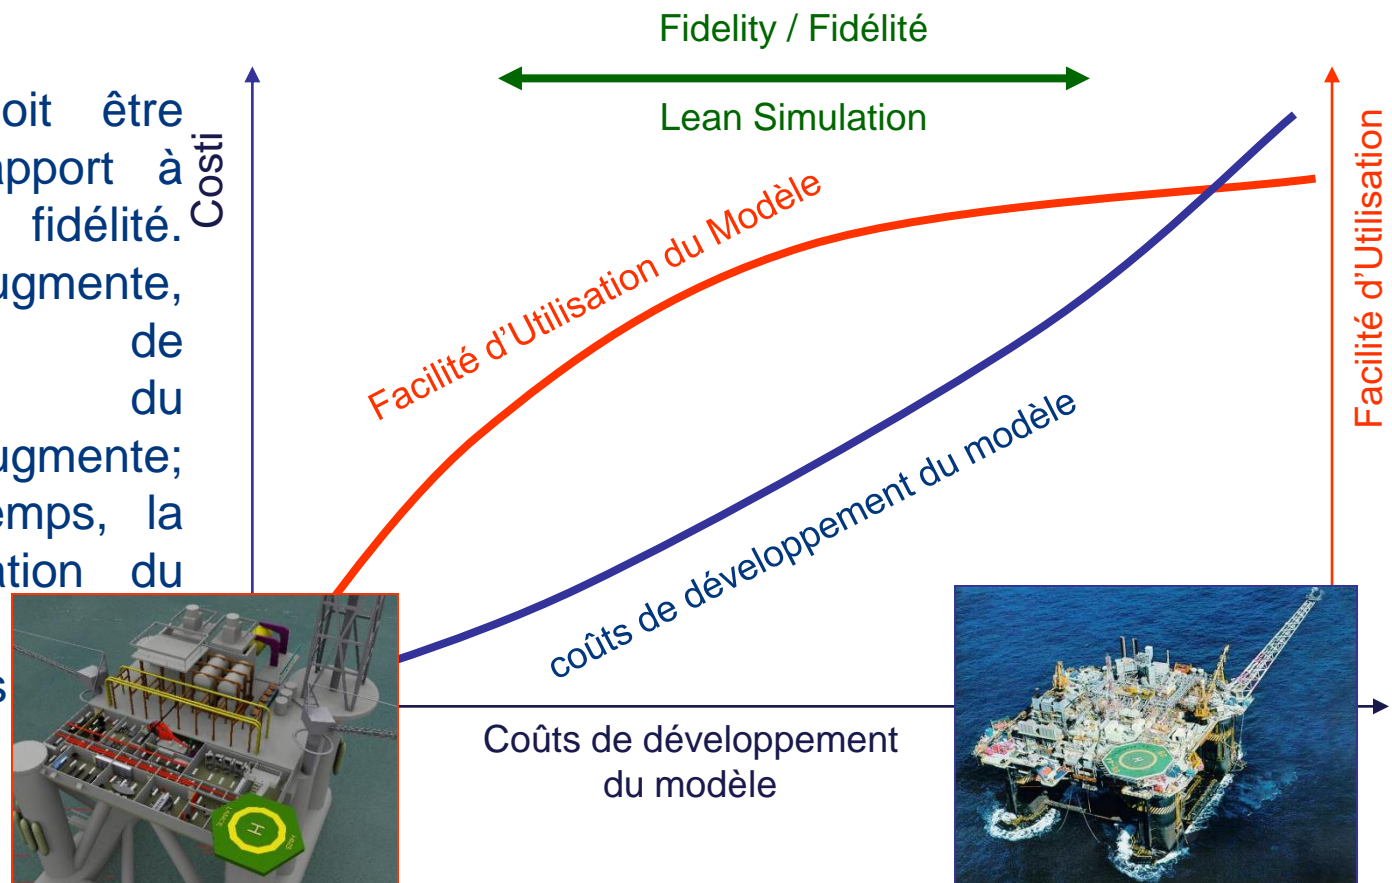 Fidelity / Fidélité
Lean Simulation
oit être
apport à
fidélité.
ugmente,
de
du
ugmente;
emps, la
ation du
s
Costi
Facilité d'Utilisation du Modèle
coûts de développement du modèle
Facilité d'Utilisation
Coûts de développement
du modèle
H
H